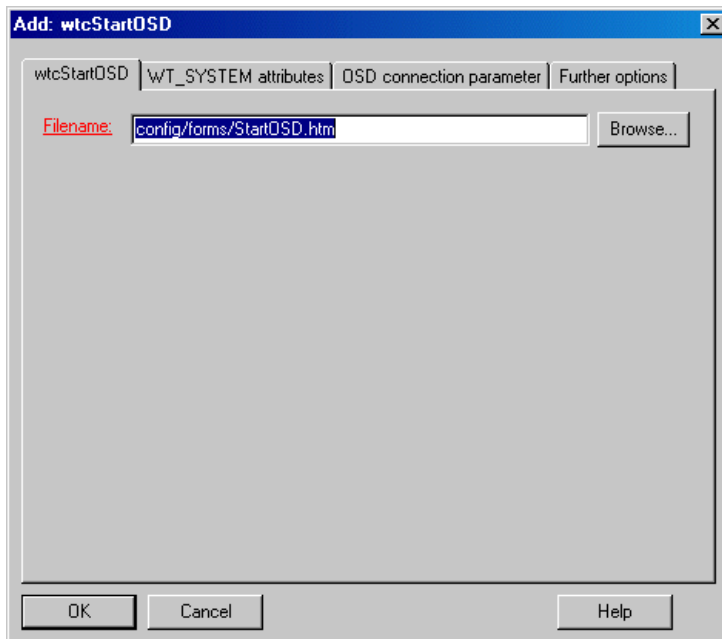 Add: wtcStartOSD
wtcStartOSD WT_SYSTEM attributes OSD connection parameter Further options
Filename: config/forms/StartOSD.htm Browse...
OK Cancel Help